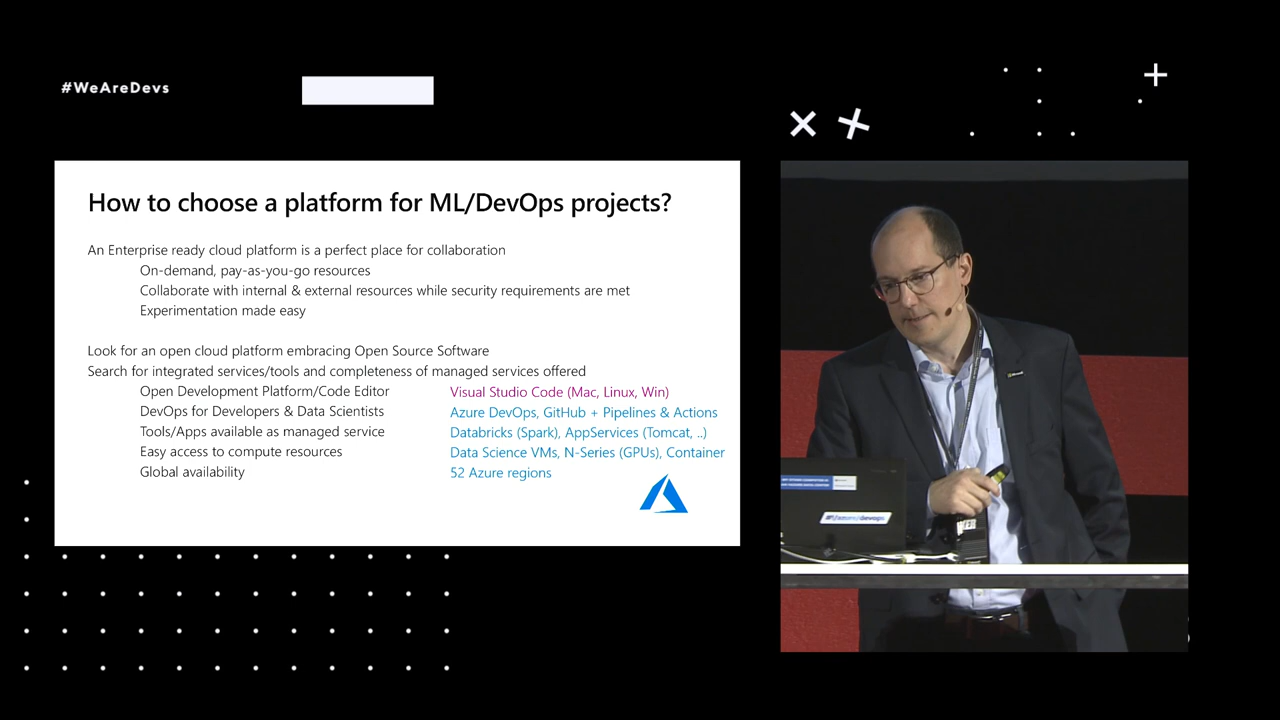 #WeAreDevs
How to choose a platform for ML/DevOps projects?
An Enterprise ready cloud platform is a perfect place for collaboration
On-demand, pay-as-you-go resources
Collaborate with internal & external resources while security requirements are met
Experimentation made easy
Look for an open cloud platform embracing Open Source Software
Search for integrated services/tools and completeness of managed services offered
Open Development Platform/Code Editor Visual Studio Code (Mac, Linux, Win)
DevOps for Developers & Data Scientists Azure DevOps, GitHub + Pipelines & Actions
Tools/Apps available as managed service Databricks (Spark), AppServices (Tomcat, ..)
Easy access to compute resources Data Science VMs, N-Series (GPUs), Container
Global availability 52 Azure regions